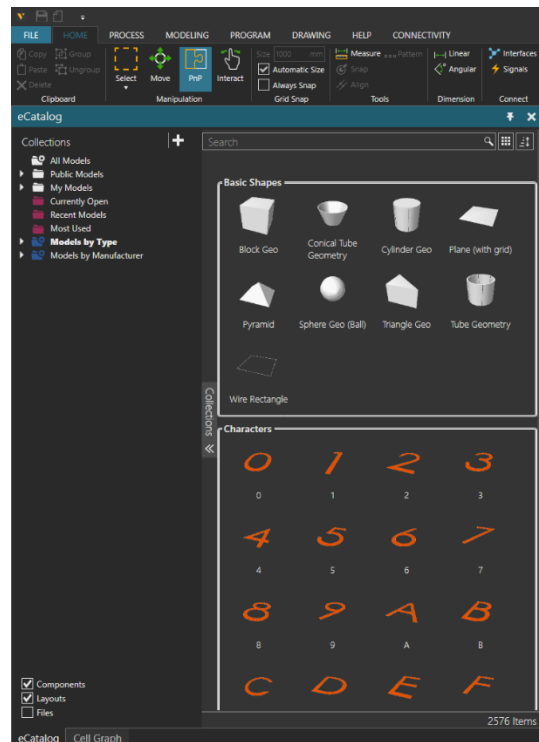 FILE HOME PROCESS MODELING PROGRAM DRAWING HELP CONNECTIVITY
Copy Group
Paste Ungroup
Delete
Clipboard
Select Move PnP Interact
Manipulation
Size 1000 mm
Automatic Size
Always Snap
Grid Snap
Measure Pattern
Snap
Align
Tools
Linear
Angular
Dimension
Interfaces
Signals
Connect
eCatalog
Collections
All Models
Public Models
My Models
Currently Open
Recent Models
Most Used
Models by Type
Models by Manufacturer
Collections
Search
Basic Shapes
Block Geo
Conical Tube
Geometry
Cylinder Geo
Plane (with grid)
Pyramid
Sphere Geo (Ball)
Triangle Geo
Tube Geometry
Wire Rectangle
Characters
0 1 2 3
0 1 2 3
4 5 6 7
4 5 6 7
8 9 A B
8 9 A B
C D E F
Components
Layouts
Files
2576 Items
eCatalog Cell Graph